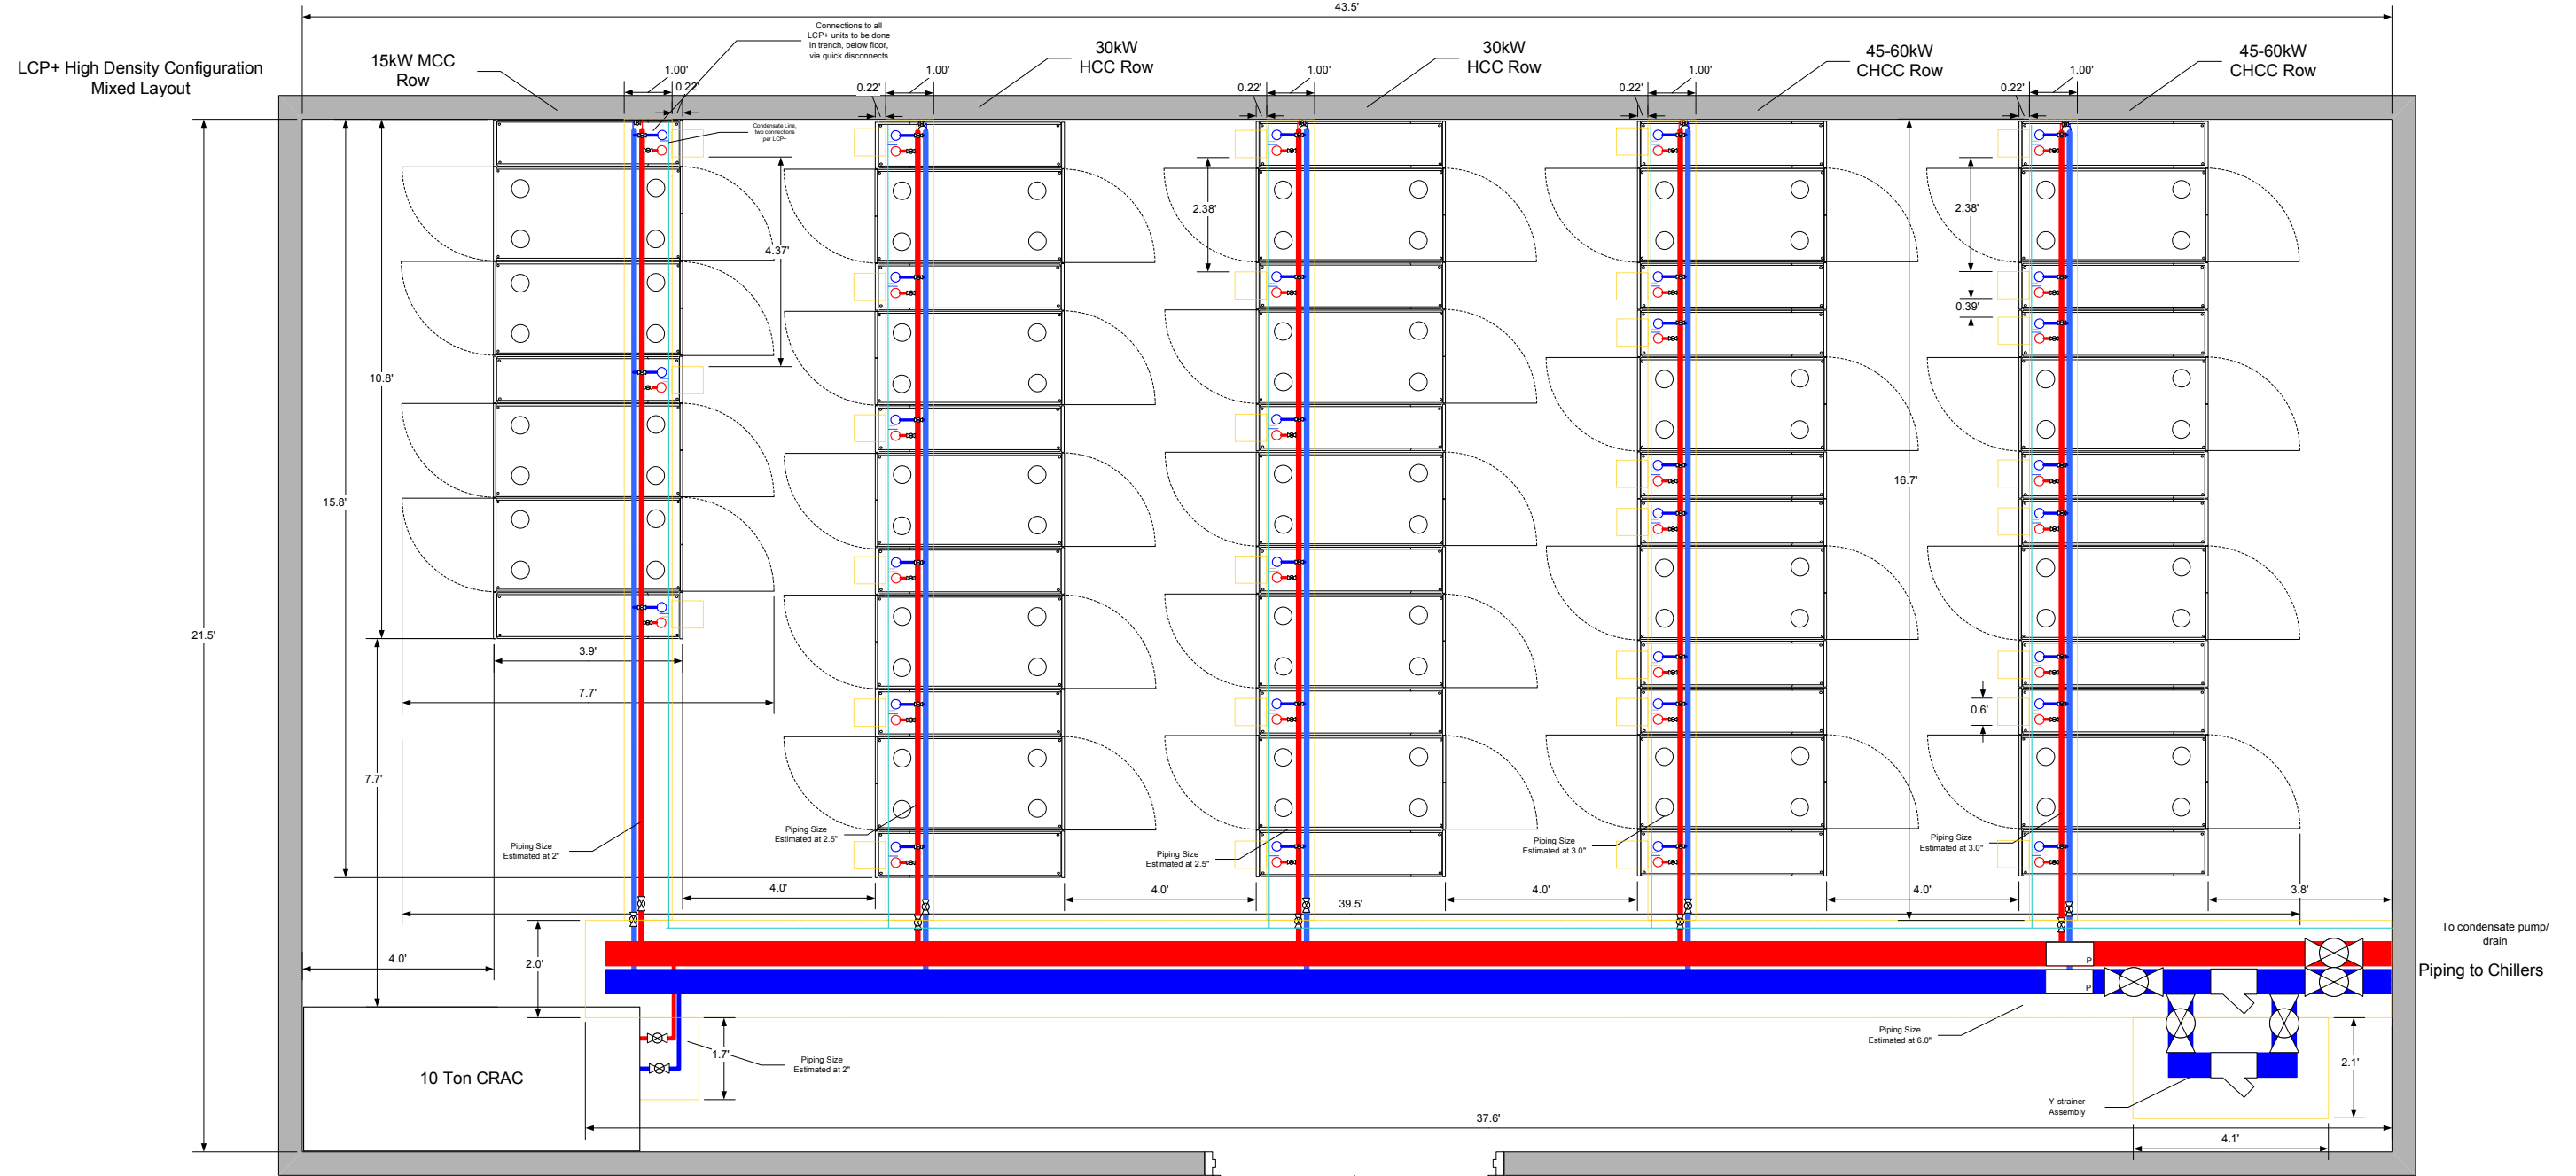 43.5'
LCP+ High Density Configuration
Mixed Layout
15kW MCC
Row
Connections to all
LCP+ units to be done
in trench, below floor,
via quick disconnects
30kW
HCC Row
30kW
HCC Row
45-60kW
CHCC Row
45-60kW
CHCC Row
1.00'
1.00'
1.00'
1.00'
1.00'
0.22'
0.22'
0.22'
0.22'
0.22'
Condensate Line,
two connections
per LCP+
4.37'
2.38'
2.38'
0.39'
10.8'
15.8'
16.7'
21.5'
3.9'
7.7'
0.6'
7.7'
Piping Size
Estimated at 2"
Piping Size
Estimated at 2.5"
Piping Size
Estimated at 2.5"
Piping Size
Estimated at 3.0"
Piping Size
Estimated at 3.0"
4.0'
4.0'
4.0'
4.0'
3.8'
39.5'
To condensate pump/
drain
4.0'
2.0'
P
P
Piping to Chillers
Piping Size
Estimated at 6.0"
1.7'
Piping Size
Estimated at 2"
10 Ton CRAC
2.1'
Y-strainer
Assembly
37.6'
4.1'